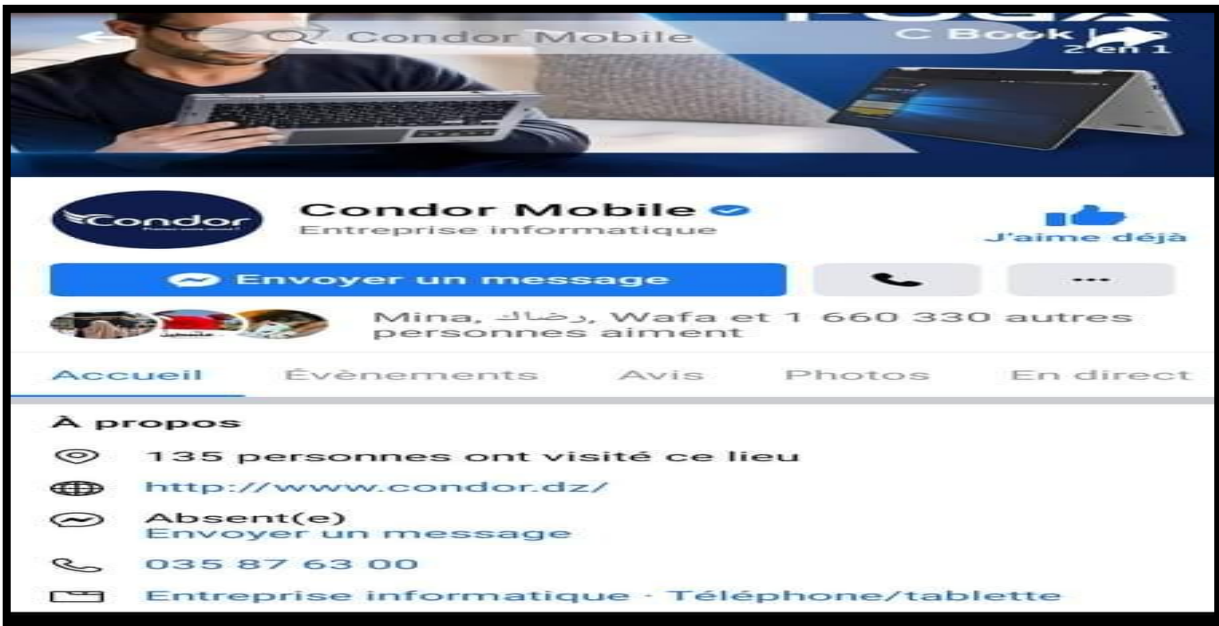 Condor Mobile
C Book
2 en 1
Condor
Condor Mobile
Entreprise informatique
J'aime déjà
Envoyer un message
Mina, رضاك, Wafa et 1 660 330 autres
personnes aiment
Accueil Évènements Avis Photos En direct
À propos
135 personnes ont visité ce lieu
http://www.condor.dz/
Absent(e)
Envoyer un message
035 87 63 00
Entreprise informatique · Téléphone/tablette